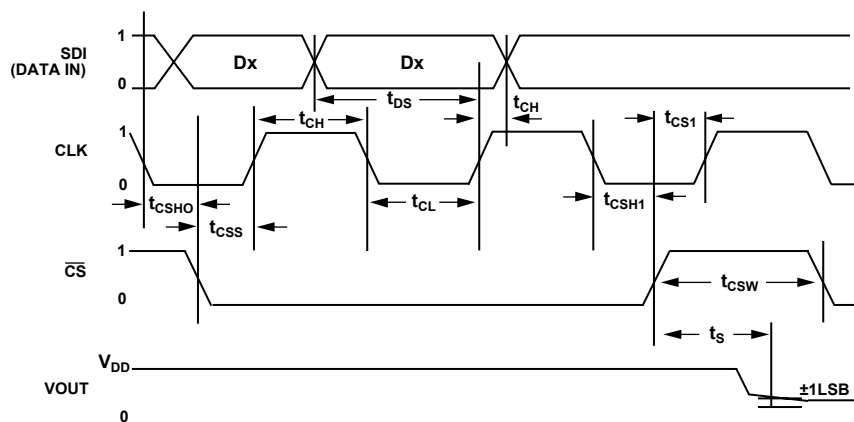 SDI
(DATA IN)
1
0
Dx
Dx
tDS
tCH
tCH
tCS1
CLK
1
0
tCSHO
tCSS
tCL
tCSH1
CS
1
0
tCSW
tS
VDD
VOUT
0
±1LSB